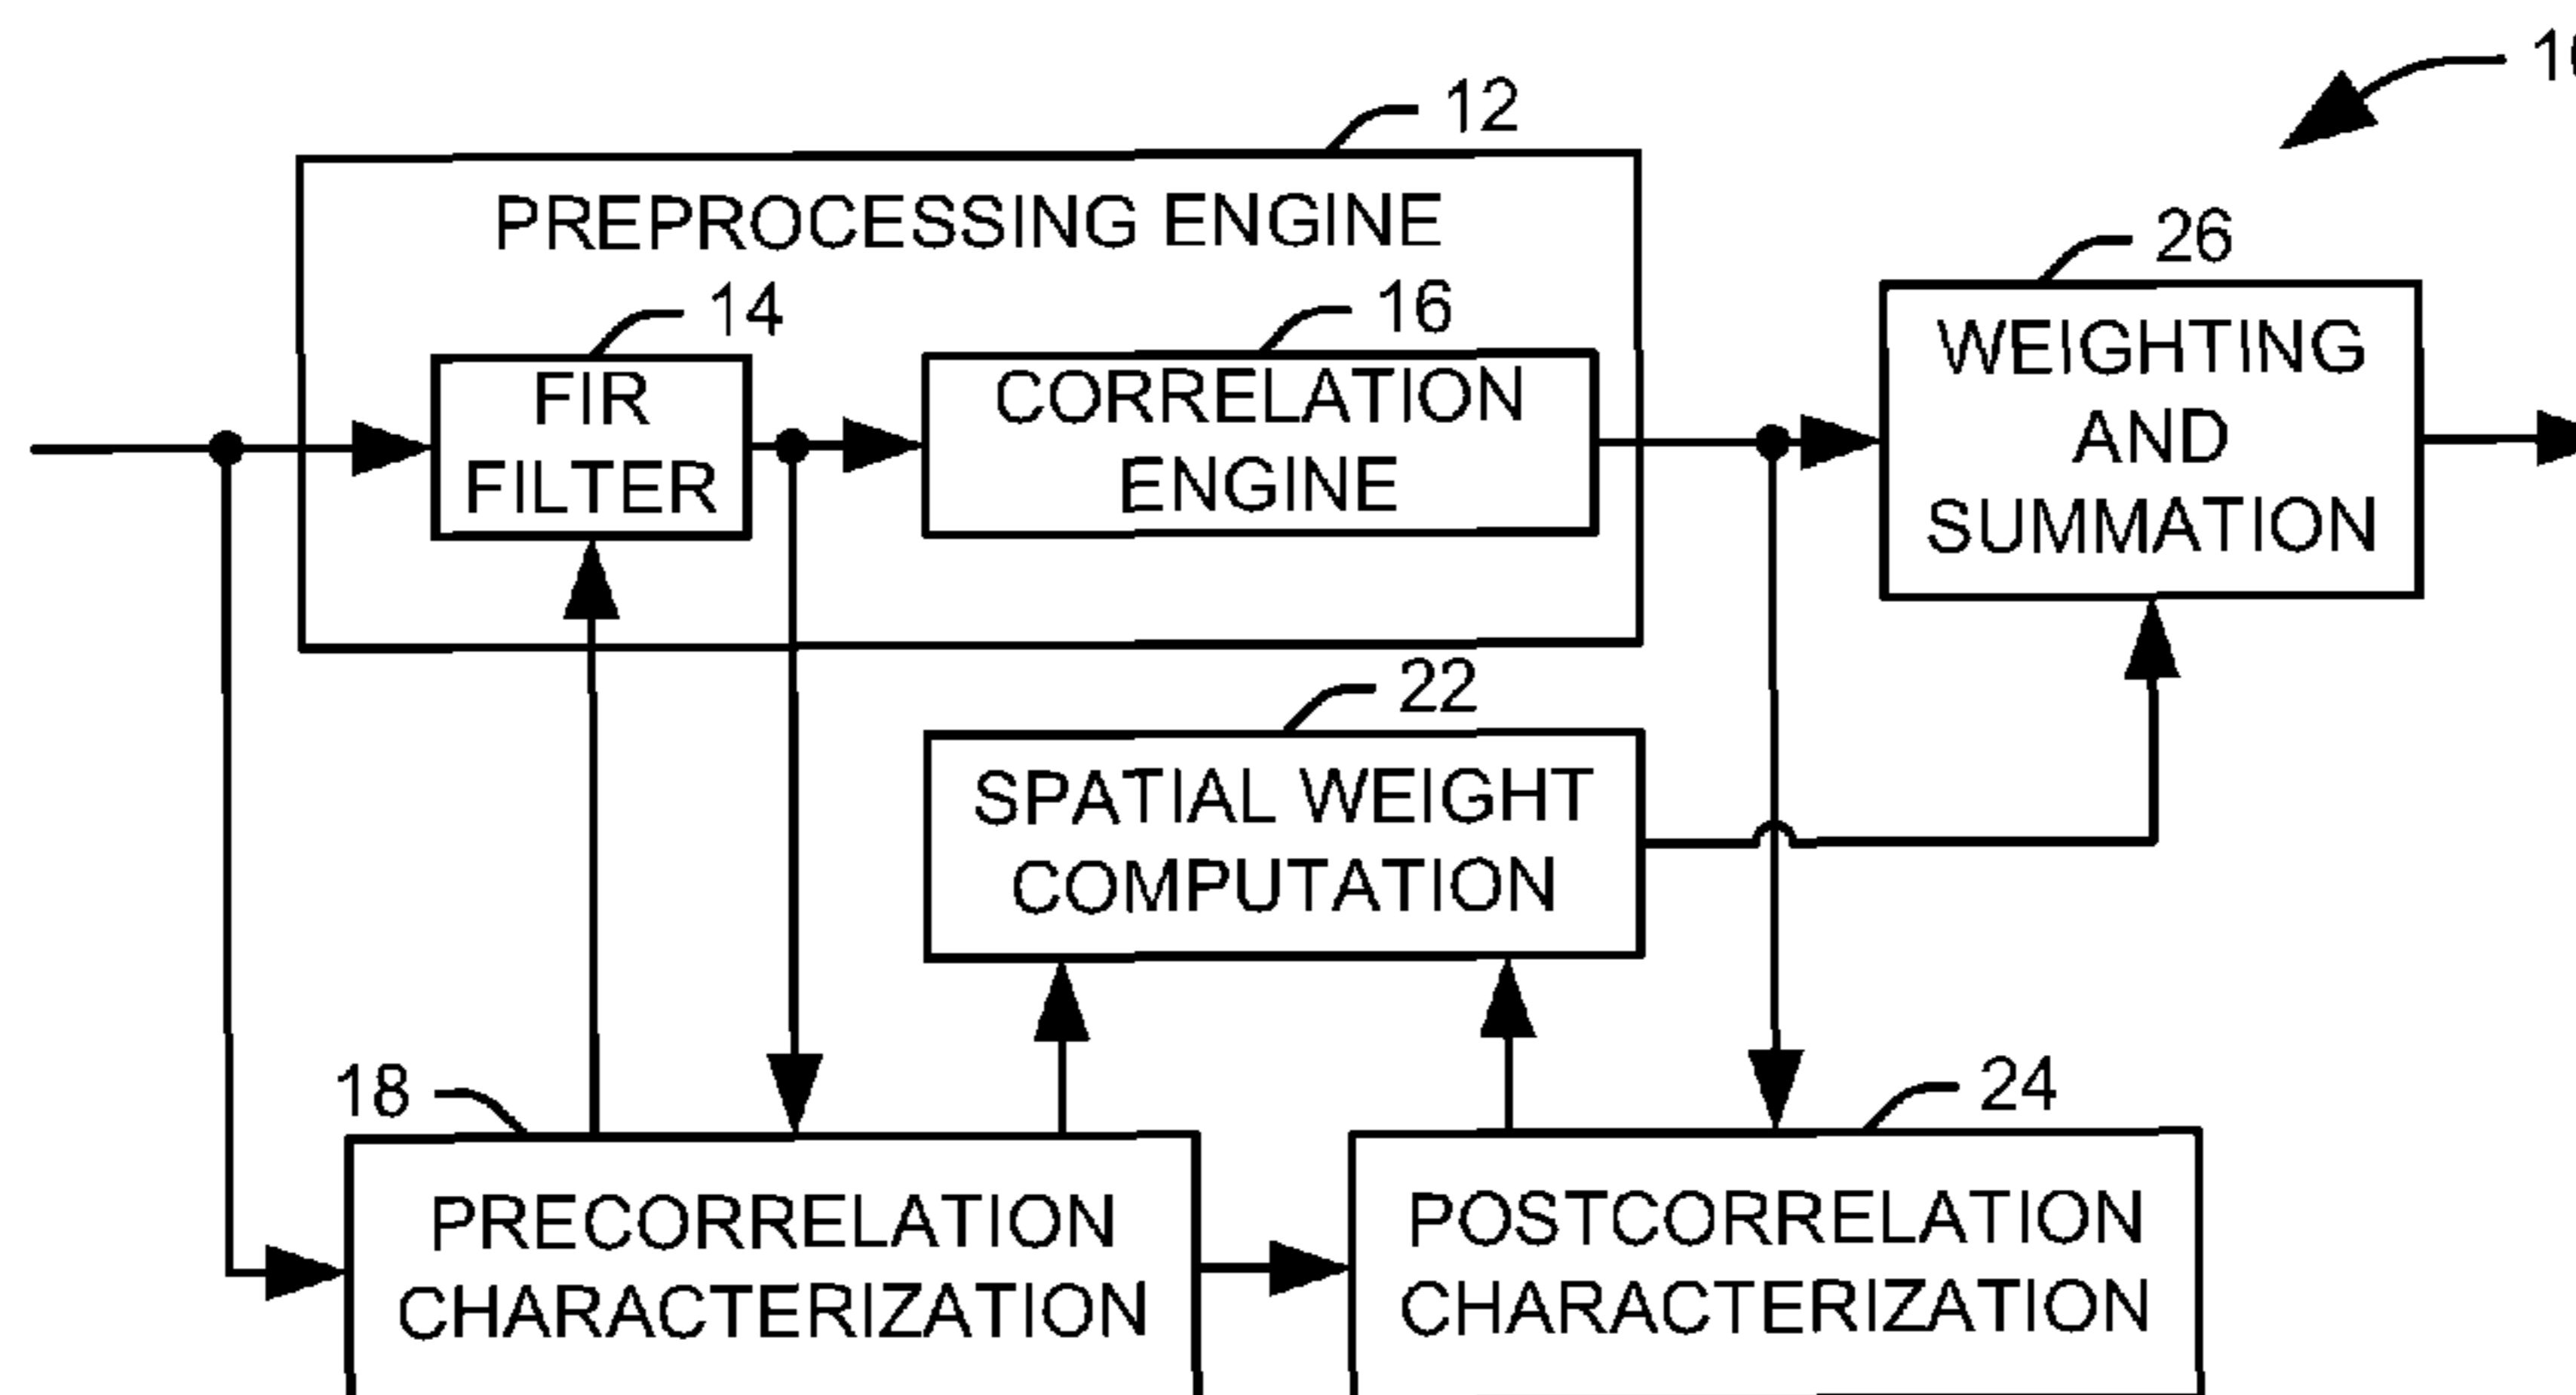 12
PREPROCESSING ENGINE
26
14
16
FIR
FILTER
CORRELATION
ENGINE
WEIGHTING
AND
SUMMATION
22
SPATIAL WEIGHT
COMPUTATION
18
24
PRECORRELATION
CHARACTERIZATION
POSTCORRELATION
CHARACTERIZATION